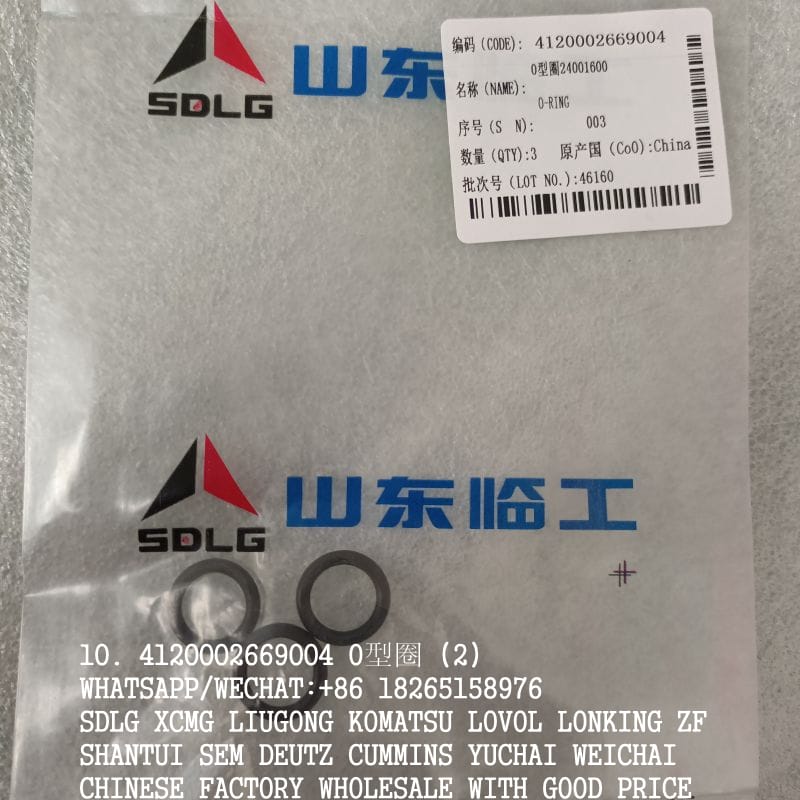 SDLG
山东
编码(CODE): 4120002669004
O型圈24001600
名称(NAME):
O-RING
序号(S N): 003
数量(QTY):3 原产国(CoO):China
批次号(LOT NO.):46160
SDLG
山东临工
#
10. 4120002669004 O型圈 (2)
WHATSAPP/WECHAT:+86 18265158976
SDLG XCMG LIUGONG KOMATSU LOVOL LONKING ZF
SHANTUI SEM DEUTZ CUMMINS YUCHAI WEICHAI
CHINESE FACTORY WHOLESALE WITH GOOD PRICE